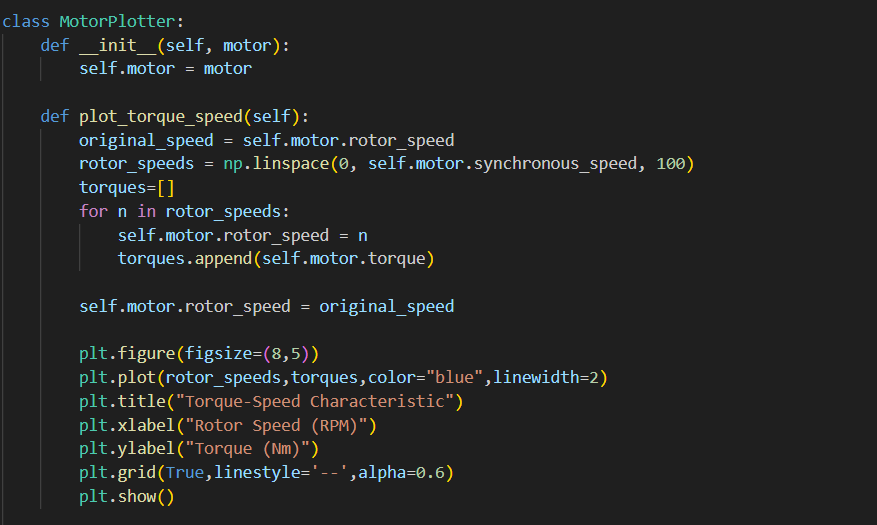 class MotorPlotter:
    def __init__(self, motor):
        self.motor = motor

    def plot_torque_speed(self):
        original_speed = self.motor.rotor_speed
        rotor_speeds = np.linspace(0, self.motor.synchronous_speed, 100)
        torques=[]
        for n in rotor_speeds:
            self.motor.rotor_speed = n
            torques.append(self.motor.torque)

        self.motor.rotor_speed = original_speed

        plt.figure(figsize=(8,5))
        plt.plot(rotor_speeds,torques,color="blue",linewidth=2)
        plt.title("Torque-Speed Characteristic")
        plt.xlabel("Rotor Speed (RPM)")
        plt.ylabel("Torque (Nm)")
        plt.grid(True,linestyle='--',alpha=0.6)
        plt.show()